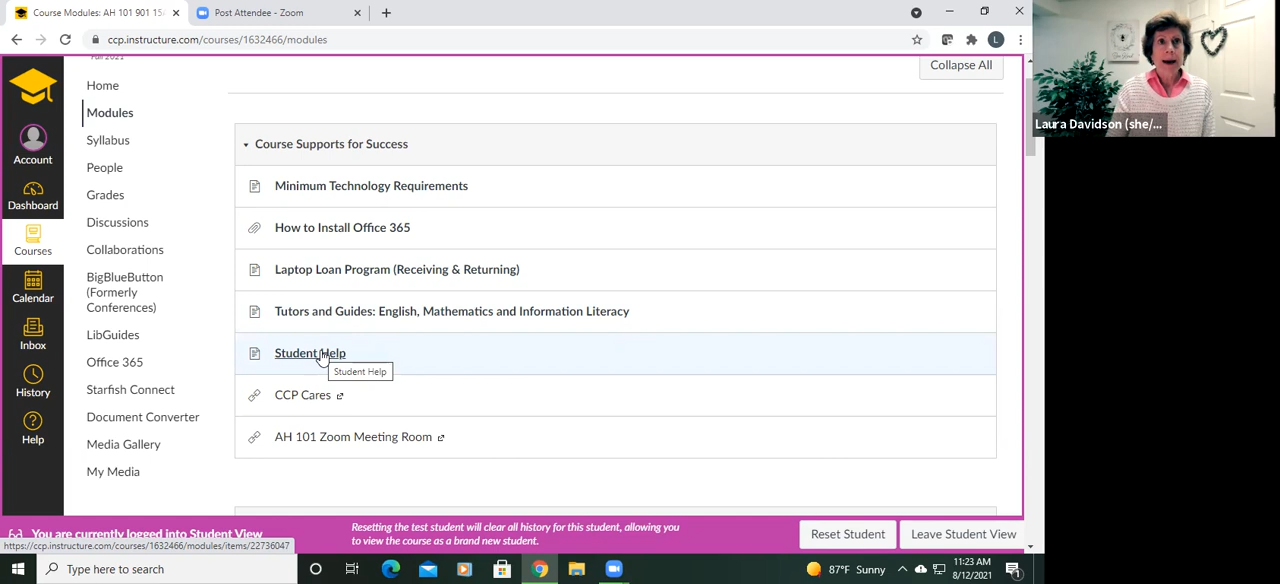 Course Modules: AH 101 901 15
Post Attendee - Zoom
ccp.instructure.com/courses/1632466/modules
L
Fall 2021
Collapse All
Account
Dashboard
Courses
Calendar
Inbox
History
Help
Home
Modules
Syllabus
People
Grades
Discussions
Collaborations
BigBlueButton
(Formerly
Conferences)
LibGuides
Office 365
Starfish Connect
Document Converter
Media Gallery
My Media
Course Supports for Success
Minimum Technology Requirements
How to Install Office 365
Laptop Loan Program (Receiving & Returning)
Tutors and Guides: English, Mathematics and Information Literacy
Student Help
Student Help
CCP Cares
AH 101 Zoom Meeting Room
Laura Davidson (she/...
You are currently logged into Student View
Resetting the test student will clear all history for this student, allowing you
to view the course as a brand new student.
Reset Student
Leave Student View
https://ccp.instructure.com/courses/1632466/modules/items/22736047
Type here to search
87°F Sunny
11:23 AM
8/12/2021